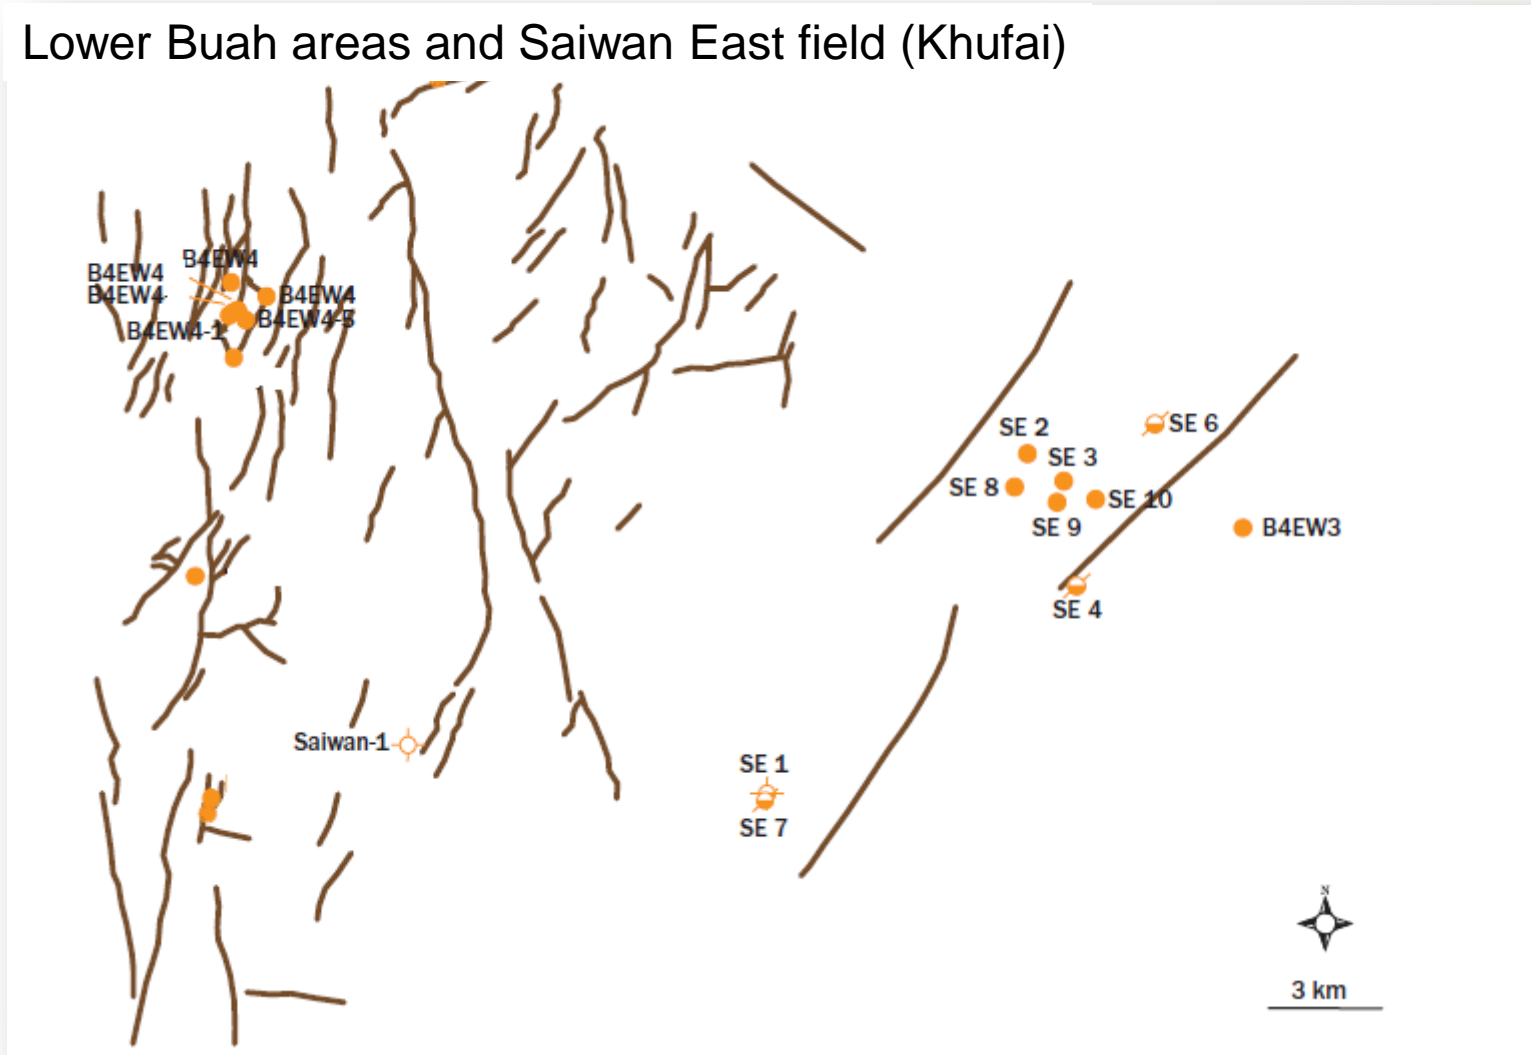 Lower Buah areas and Saiwan East field (Khufai)
B4EW4
B4EW4
B4EW4-
B4EW4
B4EW4-5
B4EW4-1
SE 2
SE 6
SE 3
SE 8
SE 10
SE 9
B4EW3
SE 4
Saiwan-1
SE 1
SE 7
N
3 km